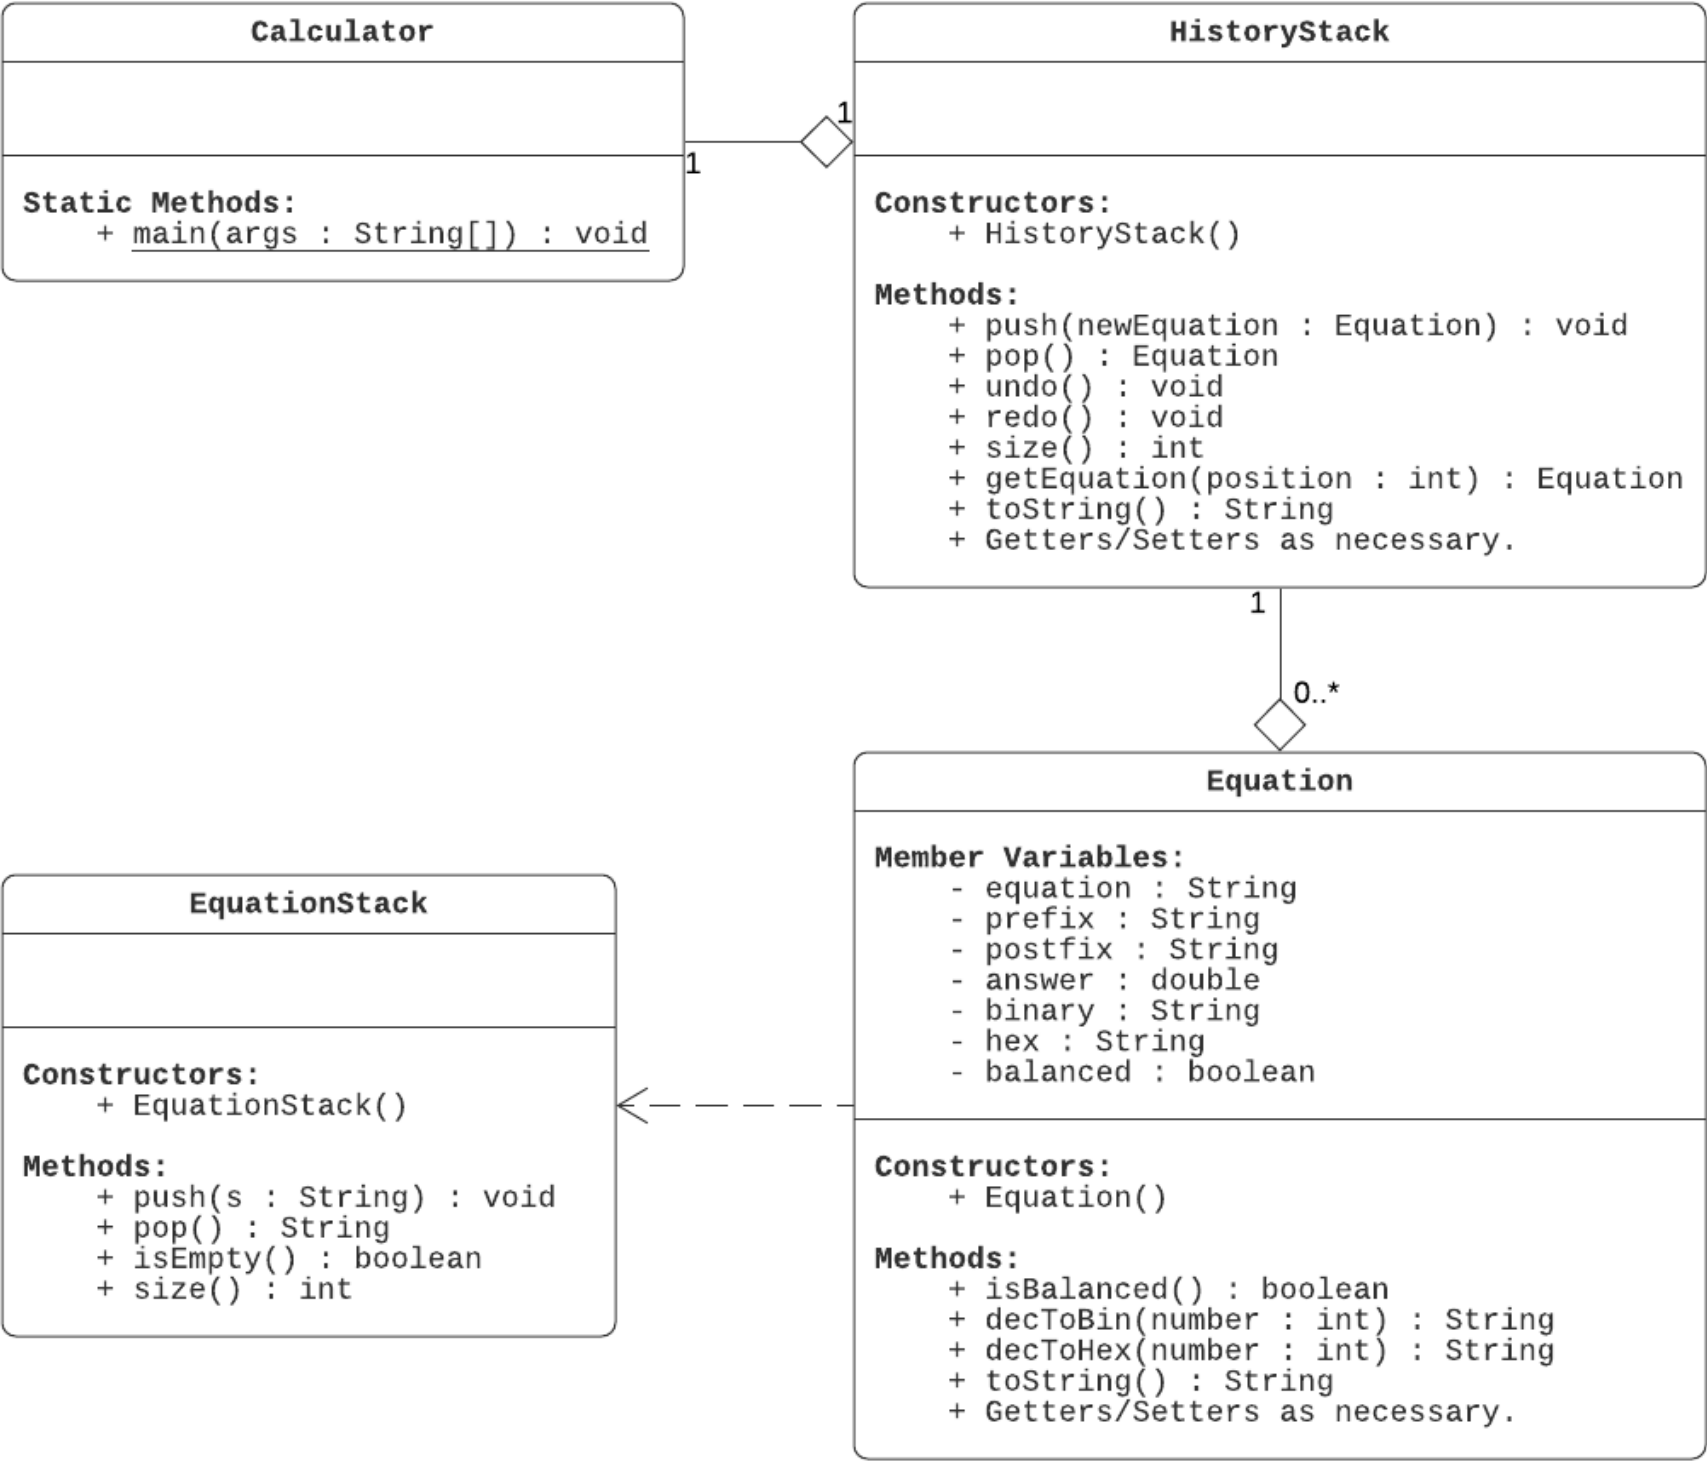 Calculator
Static Methods:
+ main(args : String[]) : void
1
1
HistoryStack
Constructors:
+ HistoryStack()
Methods:
+ push(newEquation : Equation) : void
+ pop() : Equation
+ undo() : void
+ redo() : void
+ size() : int
+ getEquation(position : int) : Equation
+ toString() : String
+ Getters/Setters as necessary.
1
0..*
Equation
Member Variables:
- equation : String
- prefix : String
- postfix : String
- answer : double
- binary : String
- hex : String
- balanced : boolean
Constructors:
+ Equation()
Methods:
+ isBalanced() : boolean
+ decToBin(number : int) : String
+ decToHex(number : int) : String
+ toString() : String
+ Getters/Setters as necessary.
EquationStack
Constructors:
+ EquationStack()
Methods:
+ push(s : String) : void
+ pop() : String
+ isEmpty() : boolean
+ size() : int